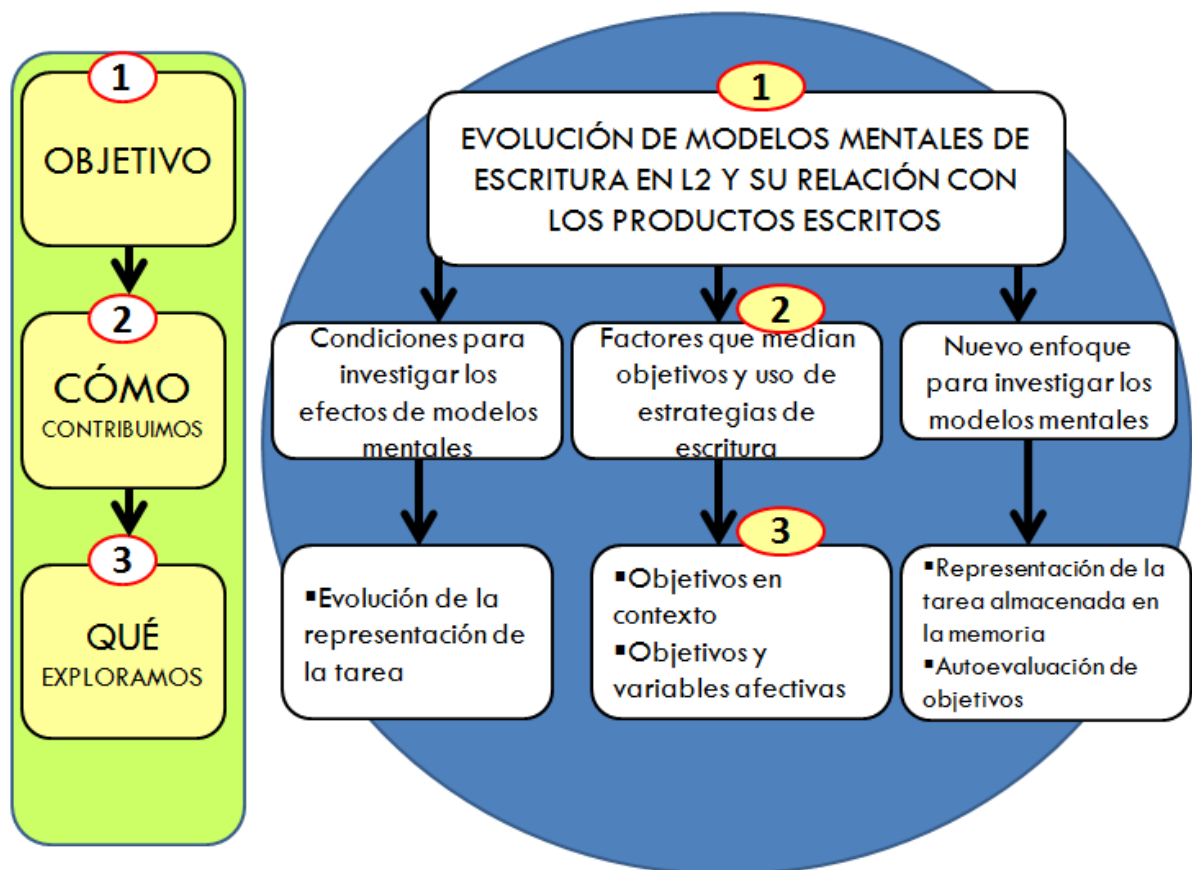 1
OBJETIVO
2
CÓMO
CONTRIBUIMOS
3
QUÉ
EXPLORAMOS
1
EVOLUCIÓN DE MODELOS MENTALES DE
ESCRITURA EN L2 Y SU RELACIÓN CON
LOS PRODUCTOS ESCRITOS
Condiciones para
investigar los
efectos de modelos
mentales
2
Factores que median
objetivos y uso de
estrategias de
escritura
Nuevo enfoque
para investigar los
modelos mentales
▪Evolución de la
representación de
la tarea
3
▪Objetivos en
contexto
▪Objetivos y
variables afectivas
▪Representación de la
tarea almacenada en
la memoria
▪Autoevaluación de
objetivos